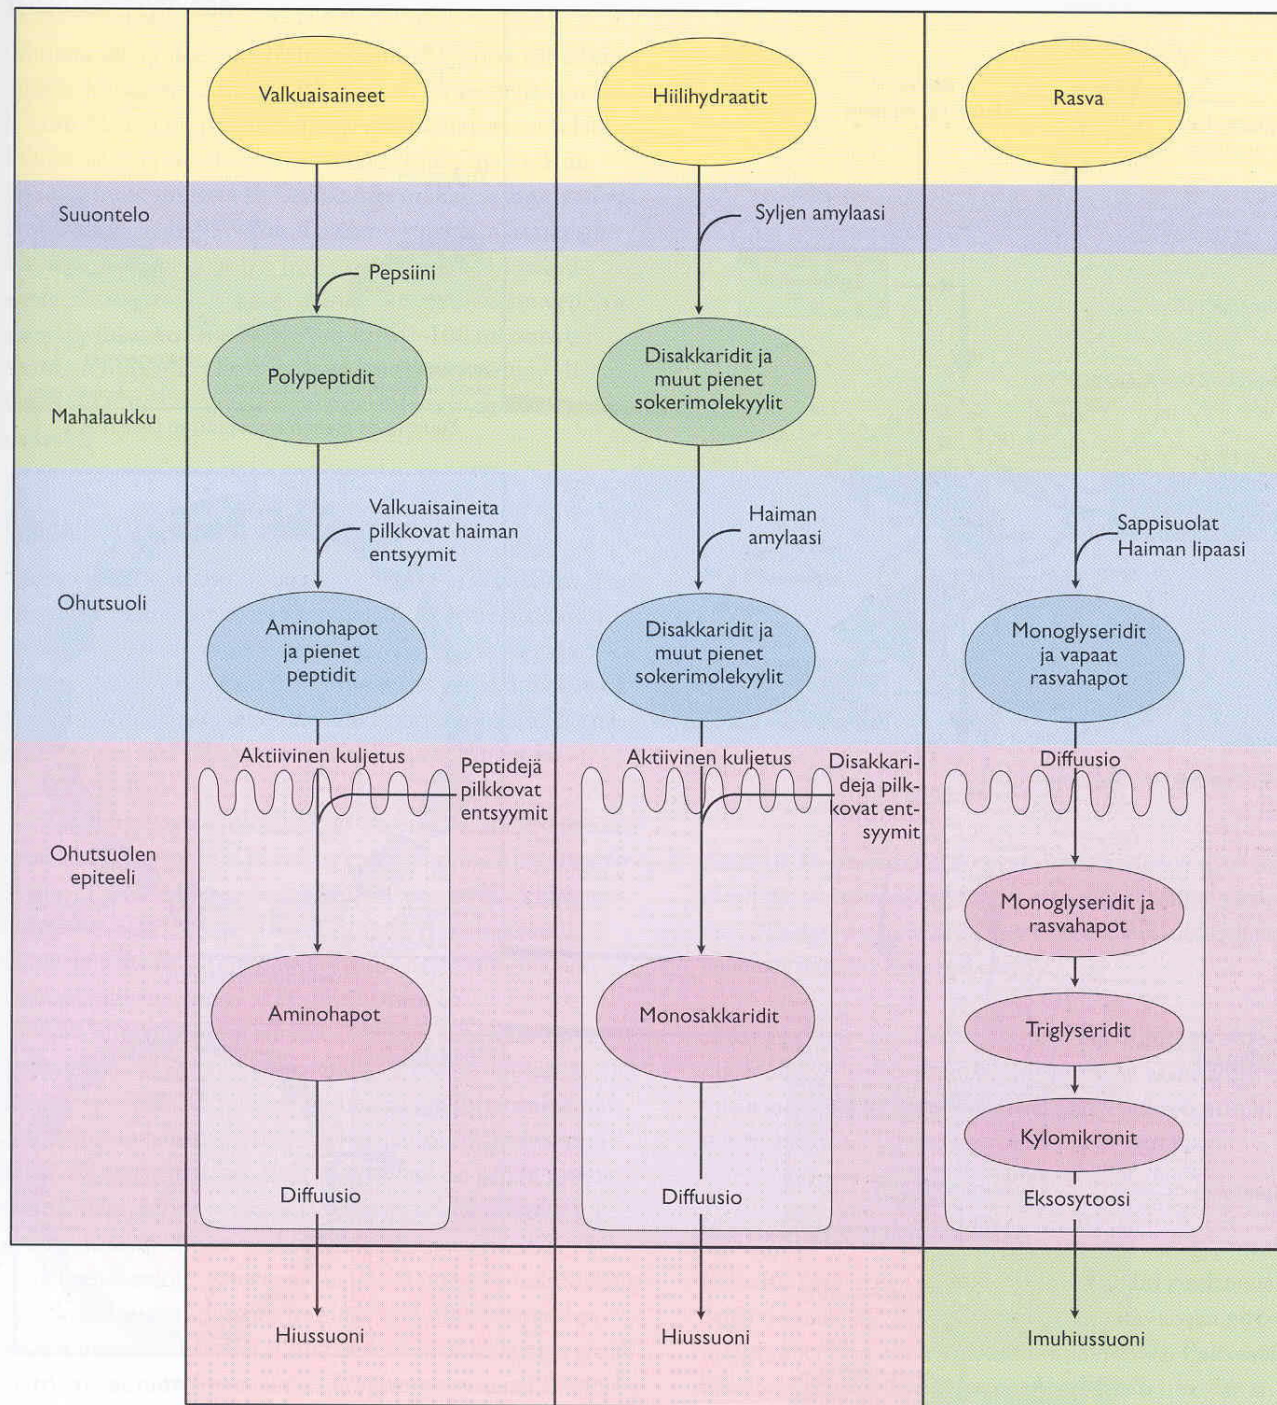 Valkuaisaineet
Hiilihydraatit
Rasva
Suuontelo
Syljen amylaasi
Pepsiini
Mahalaukku
Polypeptidit
Disakkaridit ja
muut pienet
sokerimolekyylit
Ohutsuoli
Valkuaisaineita
pilkkovat haiman
entsyymit
Haiman
amylaasi
Sappisuolat
Haiman lipaasi
Aminohapot
ja pienet
peptidit
Disakkaridit ja
muut pienet
sokerimolekyylit
Monoglyseridit
ja vapaat
rasvahapot
Ohutsuolen
epiteeli
Aktiivinen kuljetus
Peptidejä
pilkkovat
entsyymit
Aktiivinen kuljetus
Disakkari-
deja pilk-
kovat ent-
syymit
Diffuusio
Monoglyseridit ja
rasvahapot
Aminohapot
Monosakkaridit
Triglyseridit
Kylomikronit
Diffuusio
Diffuusio
Eksosytoosi
Hiussuoni
Hiussuoni
Imuhiussuoni